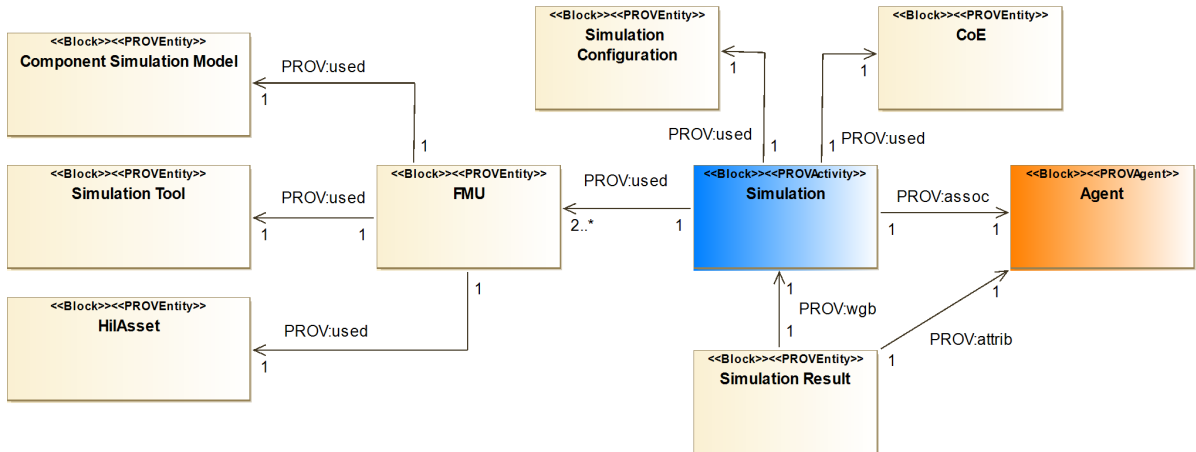 <<Block>><<PROVEntity>>
Component Simulation Model
PROV:used
1
1
<<Block>><<PROVEntity>>
Simulation
Configuration
1
PROV:used
1
<<Block>><<PROVEntity>>
CoE
1
PROV:used
1
<<Block>><<PROVEntity>>
Simulation Tool
PROV:used
1
1
<<Block>><<PROVEntity>>
FMU
PROV:used
2..*
1
<<Block>><<PROVActivity>>
Simulation
PROV:assoc
1
1
<<Block>><<PROVAgent>>
Agent
<<Block>><<PROVEntity>>
HilAsset
PROV:used
1
1
1
PROV:wgb
1
1
PROV:attrib
1
<<Block>><<PROVEntity>>
Simulation Result